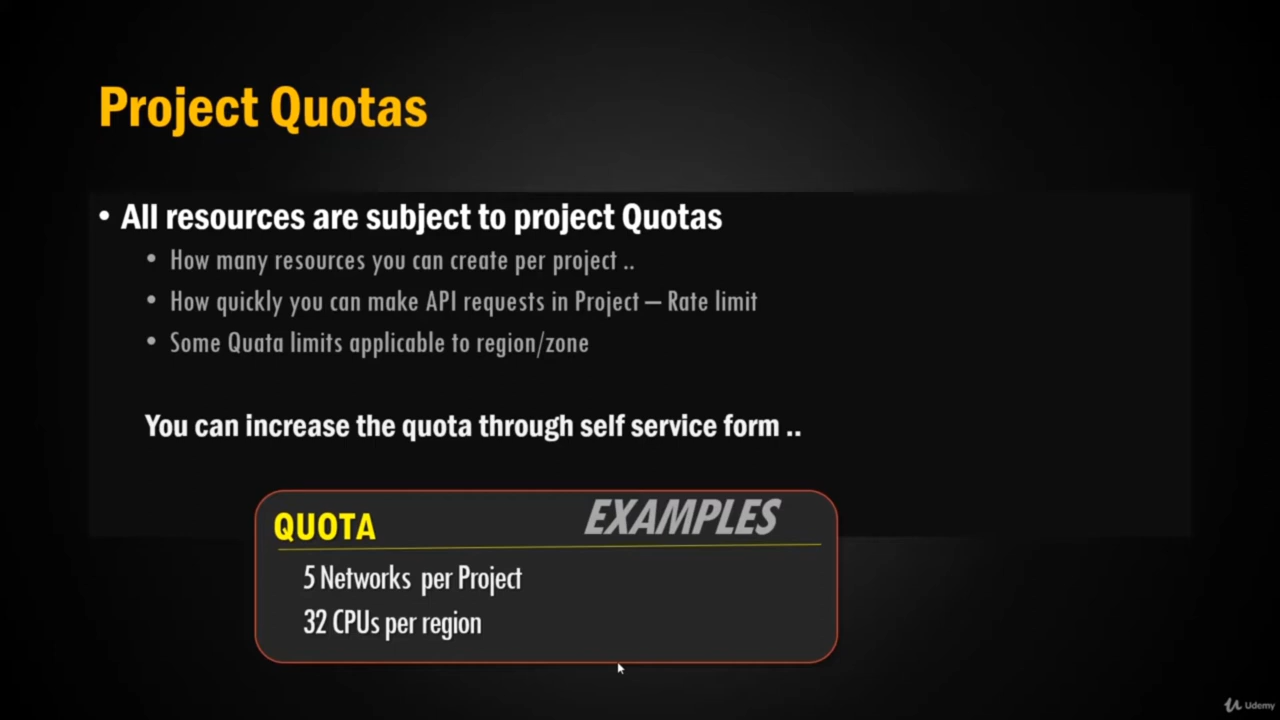 Project Quotas
• All resources are subject to project Quotas
• How many resources you can create per project ..
• How quickly you can make API requests in Project – Rate limit
• Some Quata limits applicable to region/zone
You can increase the quota through self service form ..
QUOTA EXAMPLES
5 Networks per Project
32 CPUs per region
Udemy